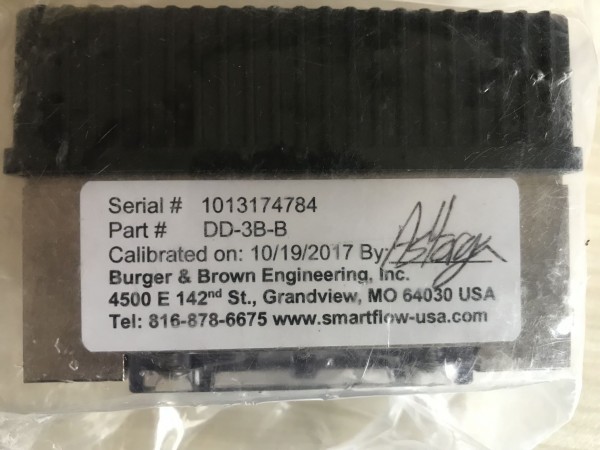 Serial # 1013174784
Part # DD-3B-B
Calibrated on: 10/19/2017 By:
Burger & Brown Engineering, Inc.
4500 E 142nd St., Grandview, MO 64030 USA
Tel: 816-878-6675 www.smartflow-usa.com